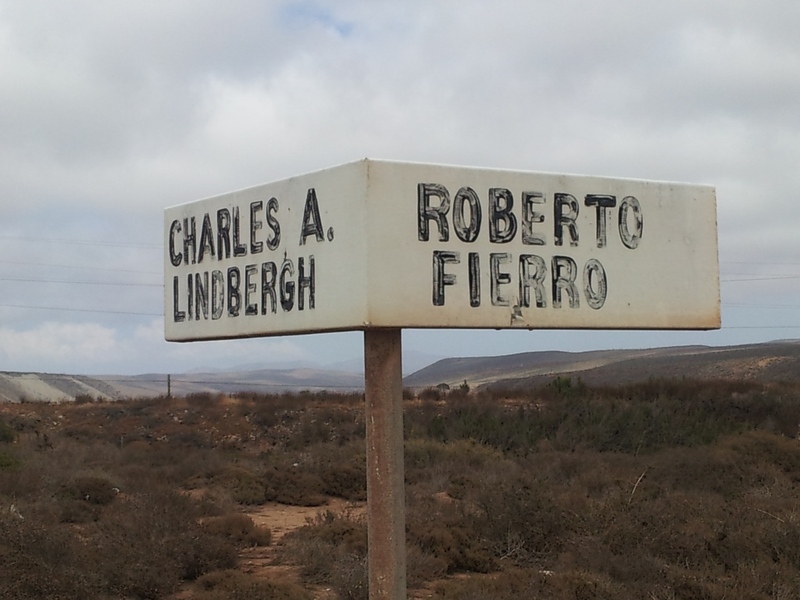 CHARLES A.
LINDBERGH
ROBERTO
FIERRO